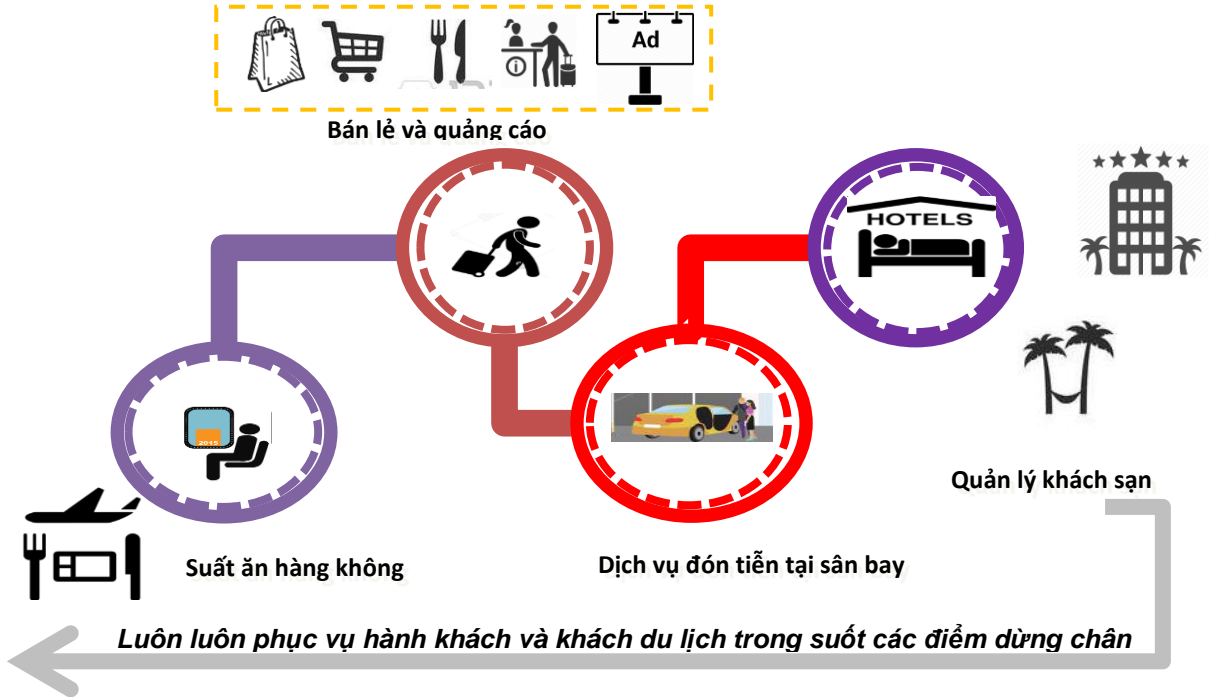 Ad
Bán lẻ và quảng cáo
HOTELS
2015
Quản lý khách sạn
Suất ăn hàng không
Dịch vụ đón tiễn tại sân bay
Luôn luôn phục vụ hành khách và khách du lịch trong suốt các điểm dừng chân